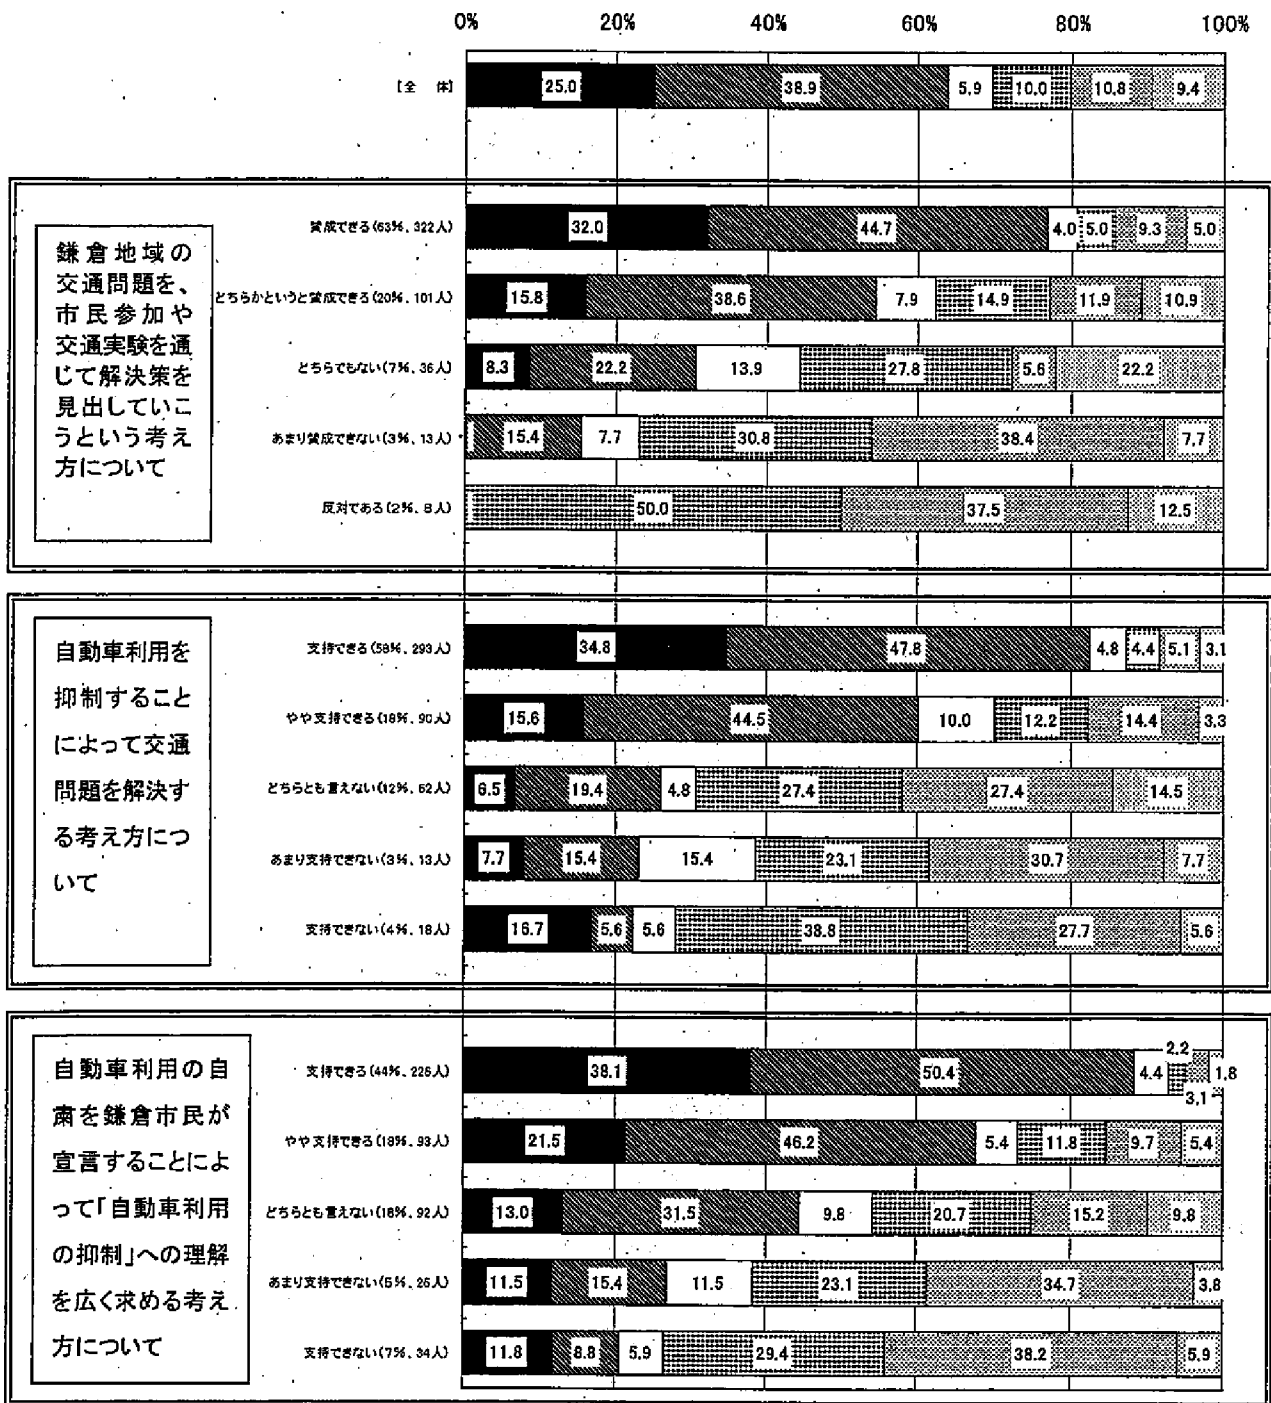 0% 20% 40% 60% 80% 100%
[全 体] 25.0 38.9 5.9 10.0 10.8 9.4
鎌倉地域の
交通問題を、
市民参加や
交通実験を通
じて解決策を
見出していこ
うという考え
方について
賛成できる(63%、322人) 32.0 44.7 4.0 5.0 9.3 5.0
どちらかというと賛成できる(20%、101人) 15.8 38.6 7.9 14.9 11.9 10.9
どちらでもない(7%、36人) 8.3 22.2 13.9 27.8 5.6 22.2
あまり賛成できない(3%、13人) 15.4 7.7 30.8 38.4 7.7
反対である(2%、8人) 50.0 37.5 12.5
自動車利用を
抑制すること
によって交通
問題を解決す
る考え方につ
いて
支持できる(58%、293人) 34.8 47.8 4.8 4.4 5.1 3.1
やや支持できる(18%、90人) 15.6 44.5 10.0 12.2 14.4 3.3
どちらとも言えない(12%、62人) 6.5 19.4 4.8 27.4 27.4 14.5
あまり支持できない(3%、13人) 7.7 15.4 15.4 23.1 30.7 7.7
支持できない(4%、18人) 16.7 5.6 5.6 38.8 27.7 5.6
自動車利用の自
粛を鎌倉市民が
宣言することによ
って「自動車利用
の抑制」への理解
を広く求める考え
方について
支持できる(44%、226人) 38.1 50.4 4.4 2.2 3.1 1.8
やや支持できる(18%、93人) 21.5 46.2 5.4 11.8 9.7 5.4
どちらとも言えない(18%、92人) 13.0 31.5 9.8 20.7 15.2 9.8
あまり支持できない(5%、26人) 11.5 15.4 11.5 23.1 34.7 3.8
支持できない(7%、34人) 11.8 8.8 5.9 29.4 38.2 5.9